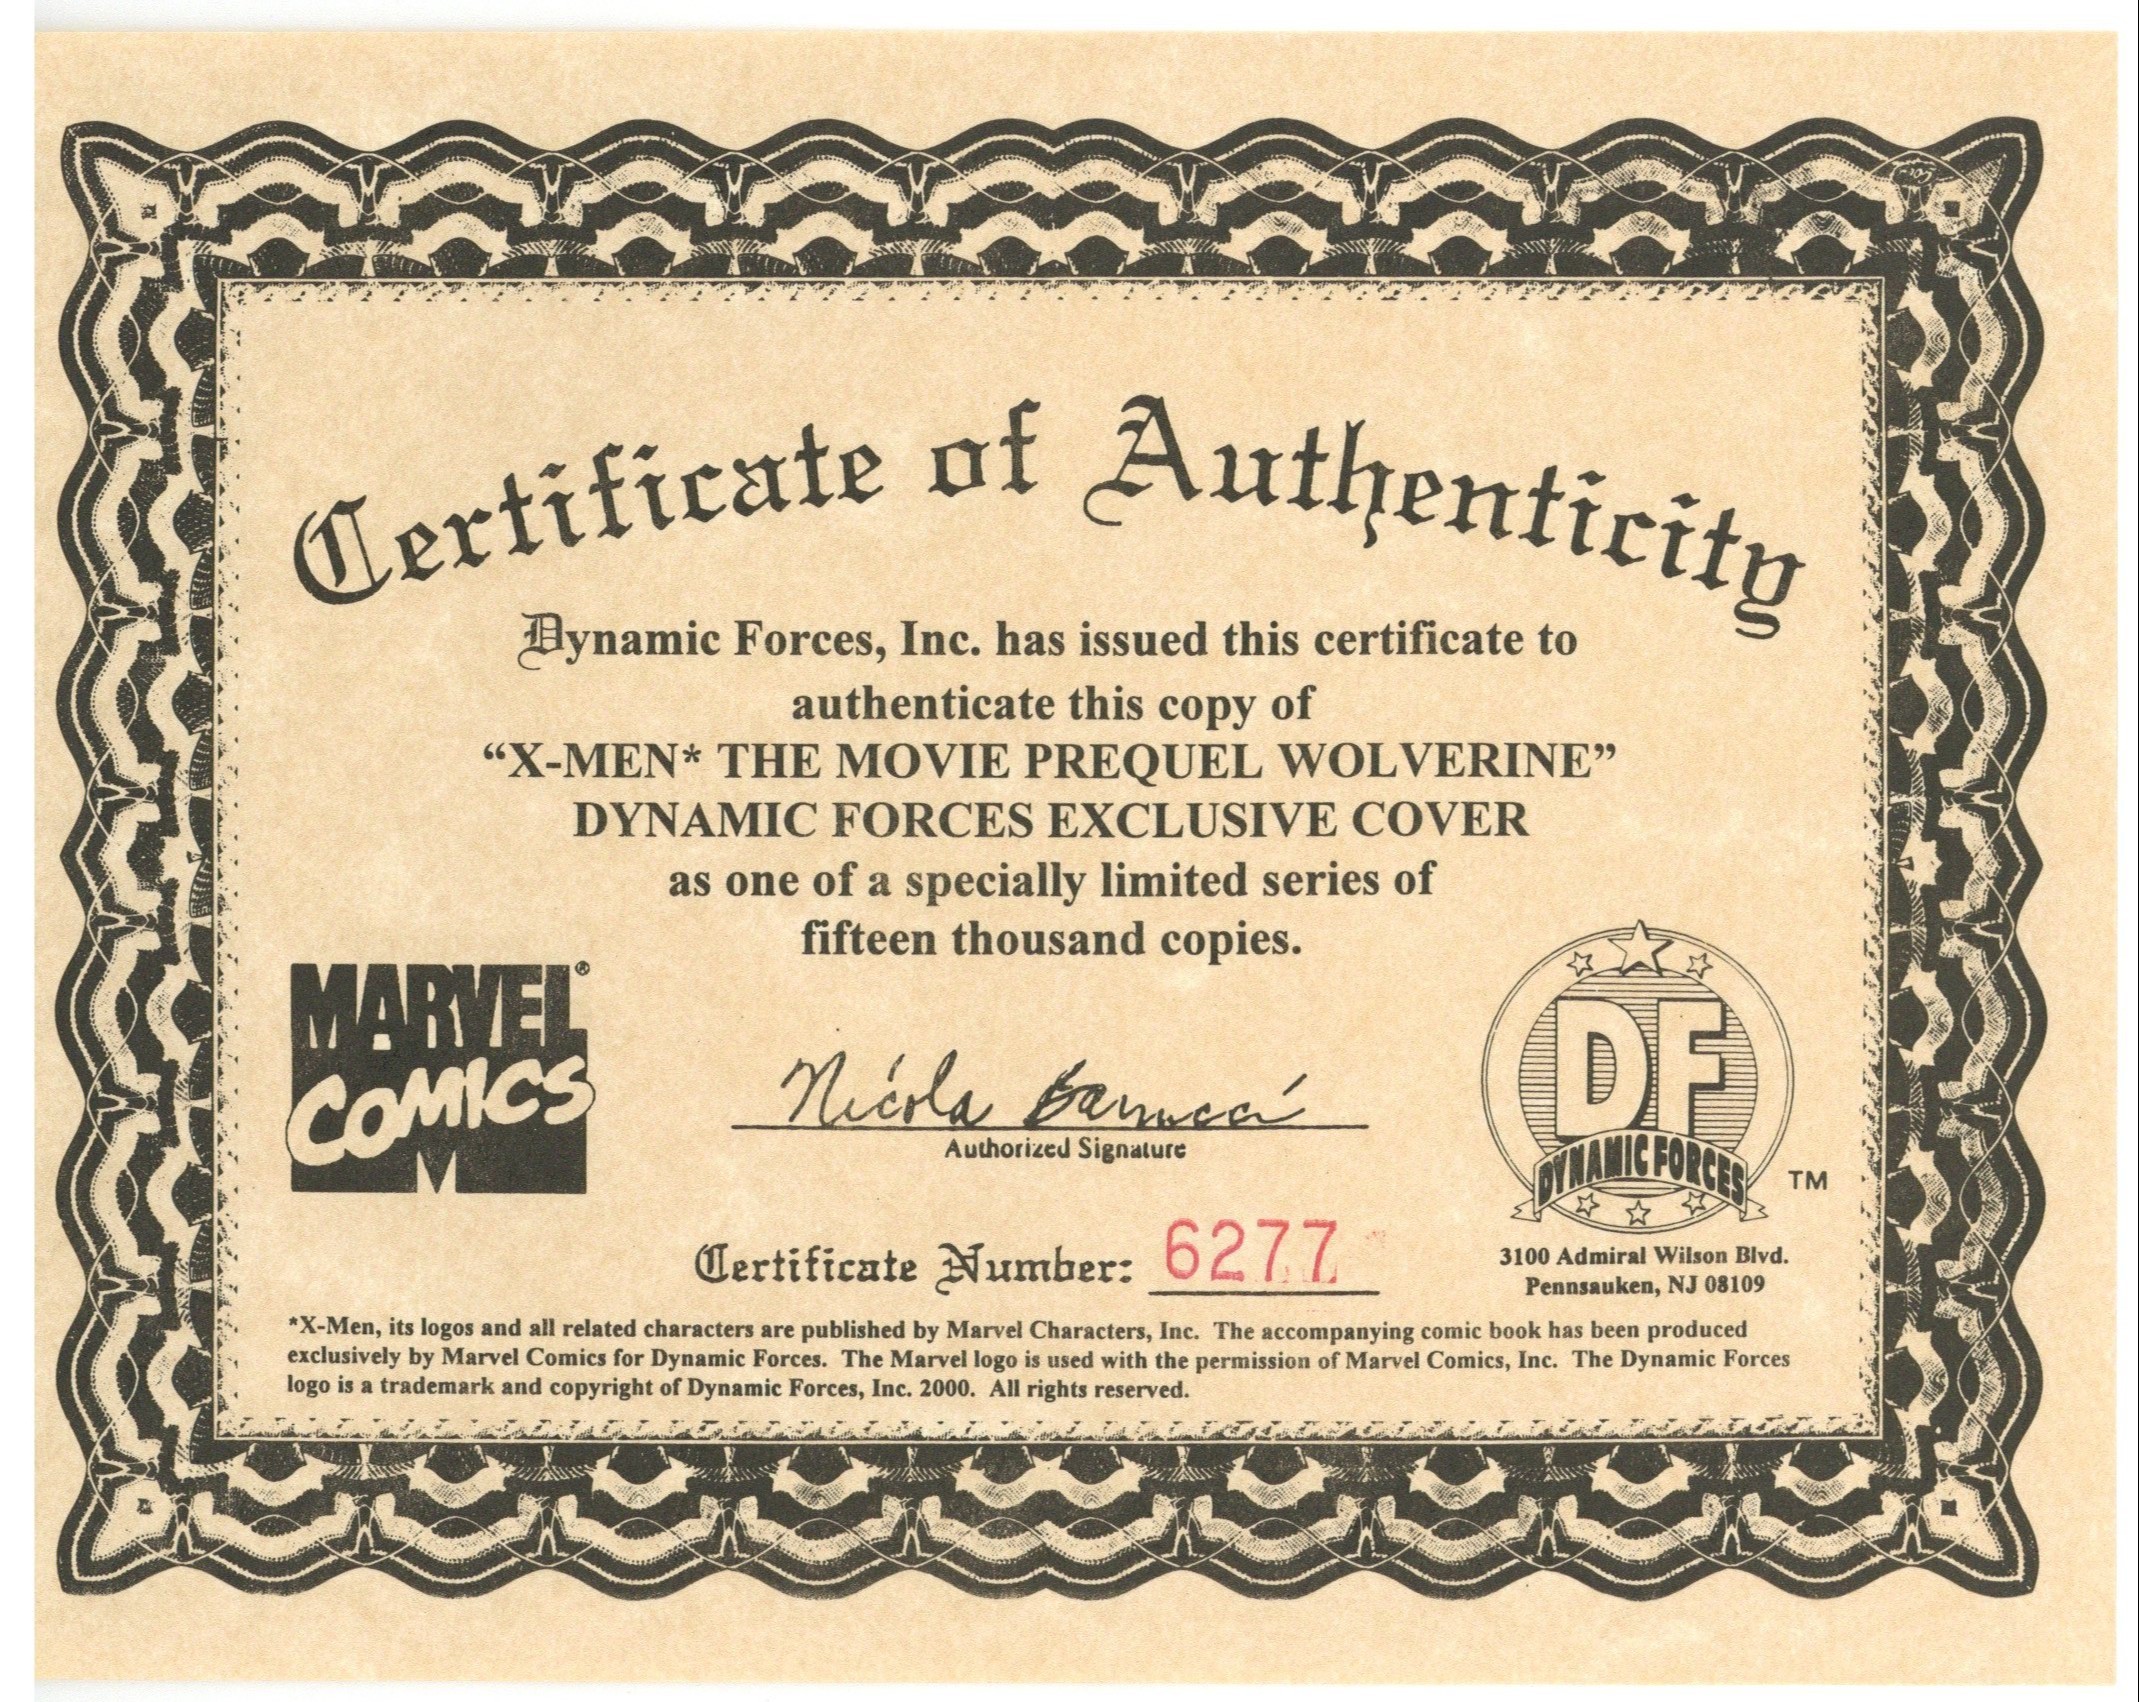 Certificate of Authenticity
Dynamic Forces, Inc. has issued this certificate to
authenticate this copy of
“X-MEN* THE MOVIE PREQUEL WOLVERINE”
DYNAMIC FORCES EXCLUSIVE COVER
as one of a specially limited series of
fifteen thousand copies.
MARVEL®
COMICS
Nicola Barrucci
Authorized Signature
DF
DYNAMIC FORCES ™
Certificate Number: 6277
3100 Admiral Wilson Blvd.
Pennsauken, NJ 08109
*X-Men, its logos and all related characters are published by Marvel Characters, Inc. The accompanying comic book has been produced
exclusively by Marvel Comics for Dynamic Forces. The Marvel logo is used with the permission of Marvel Comics, Inc. The Dynamic Forces
logo is a trademark and copyright of Dynamic Forces, Inc. 2000. All rights reserved.